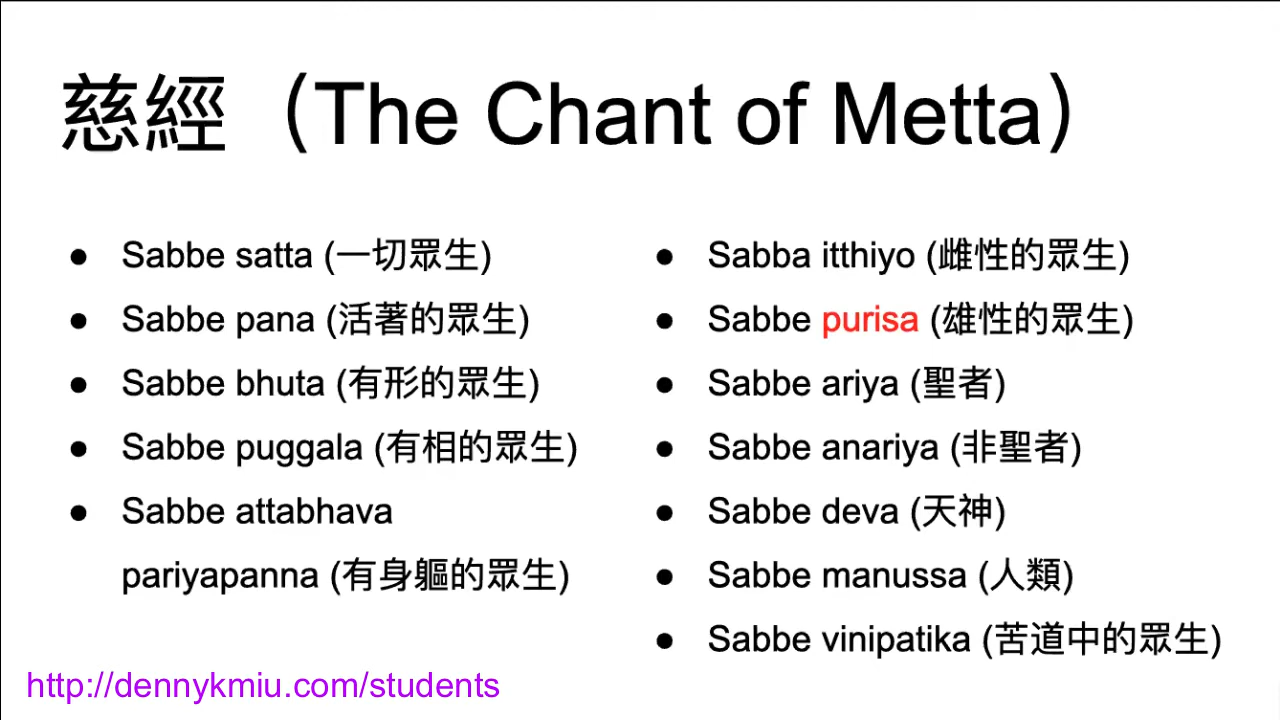 慈經（The Chant of Metta）
● Sabbe satta (一切眾生)
● Sabbe pana (活著的眾生)
● Sabbe bhuta (有形的眾生)
● Sabbe puggala (有相的眾生)
● Sabbe attabhava
pariyapanna (有身軀的眾生)
● Sabba itthiyo (雌性的眾生)
● Sabbe purisa (雄性的眾生)
● Sabbe ariya (聖者)
● Sabbe anariya (非聖者)
● Sabbe deva (天神)
● Sabbe manussa (人類)
● Sabbe vinipatika (苦道中的眾生)
http://dennykmiu.com/students